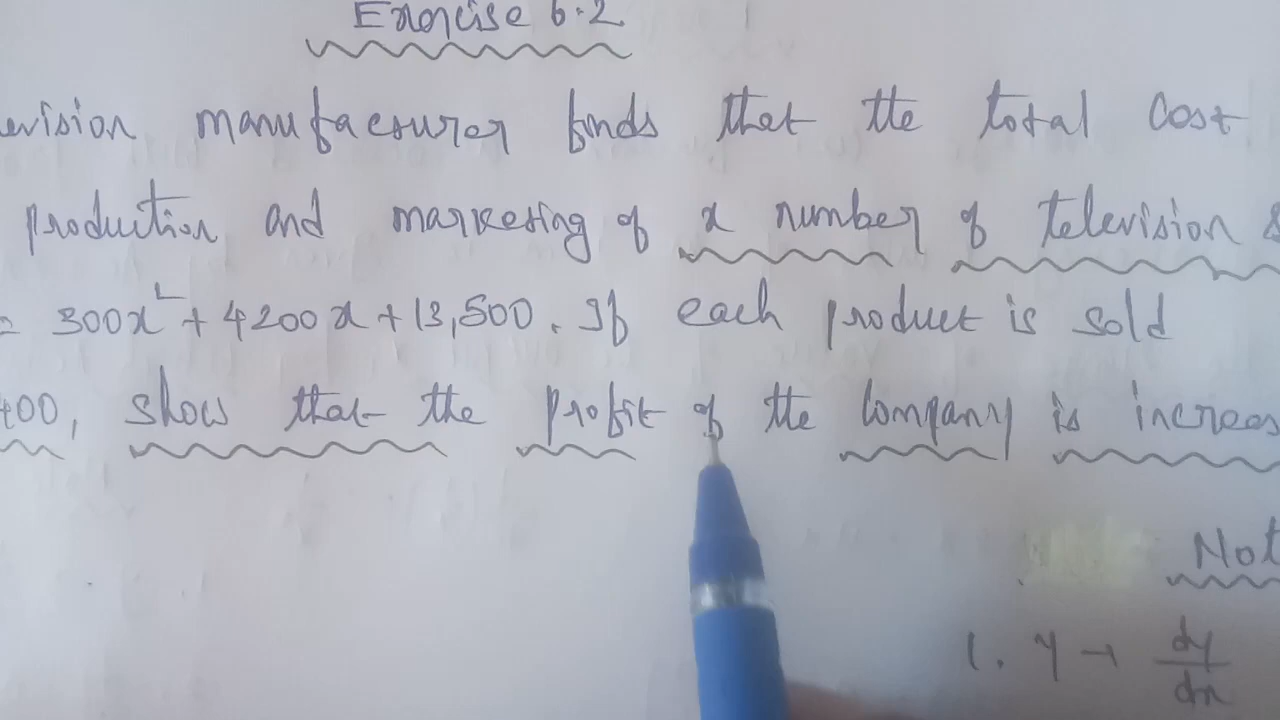 Exercise 6.2
evision manufacturer finds that the total cost
production and marketing of x number of television
= 300x² + 4200x + 13,500. If each product is sold
400, show that the profit of the company is increas
Not
1. y → dy/dx